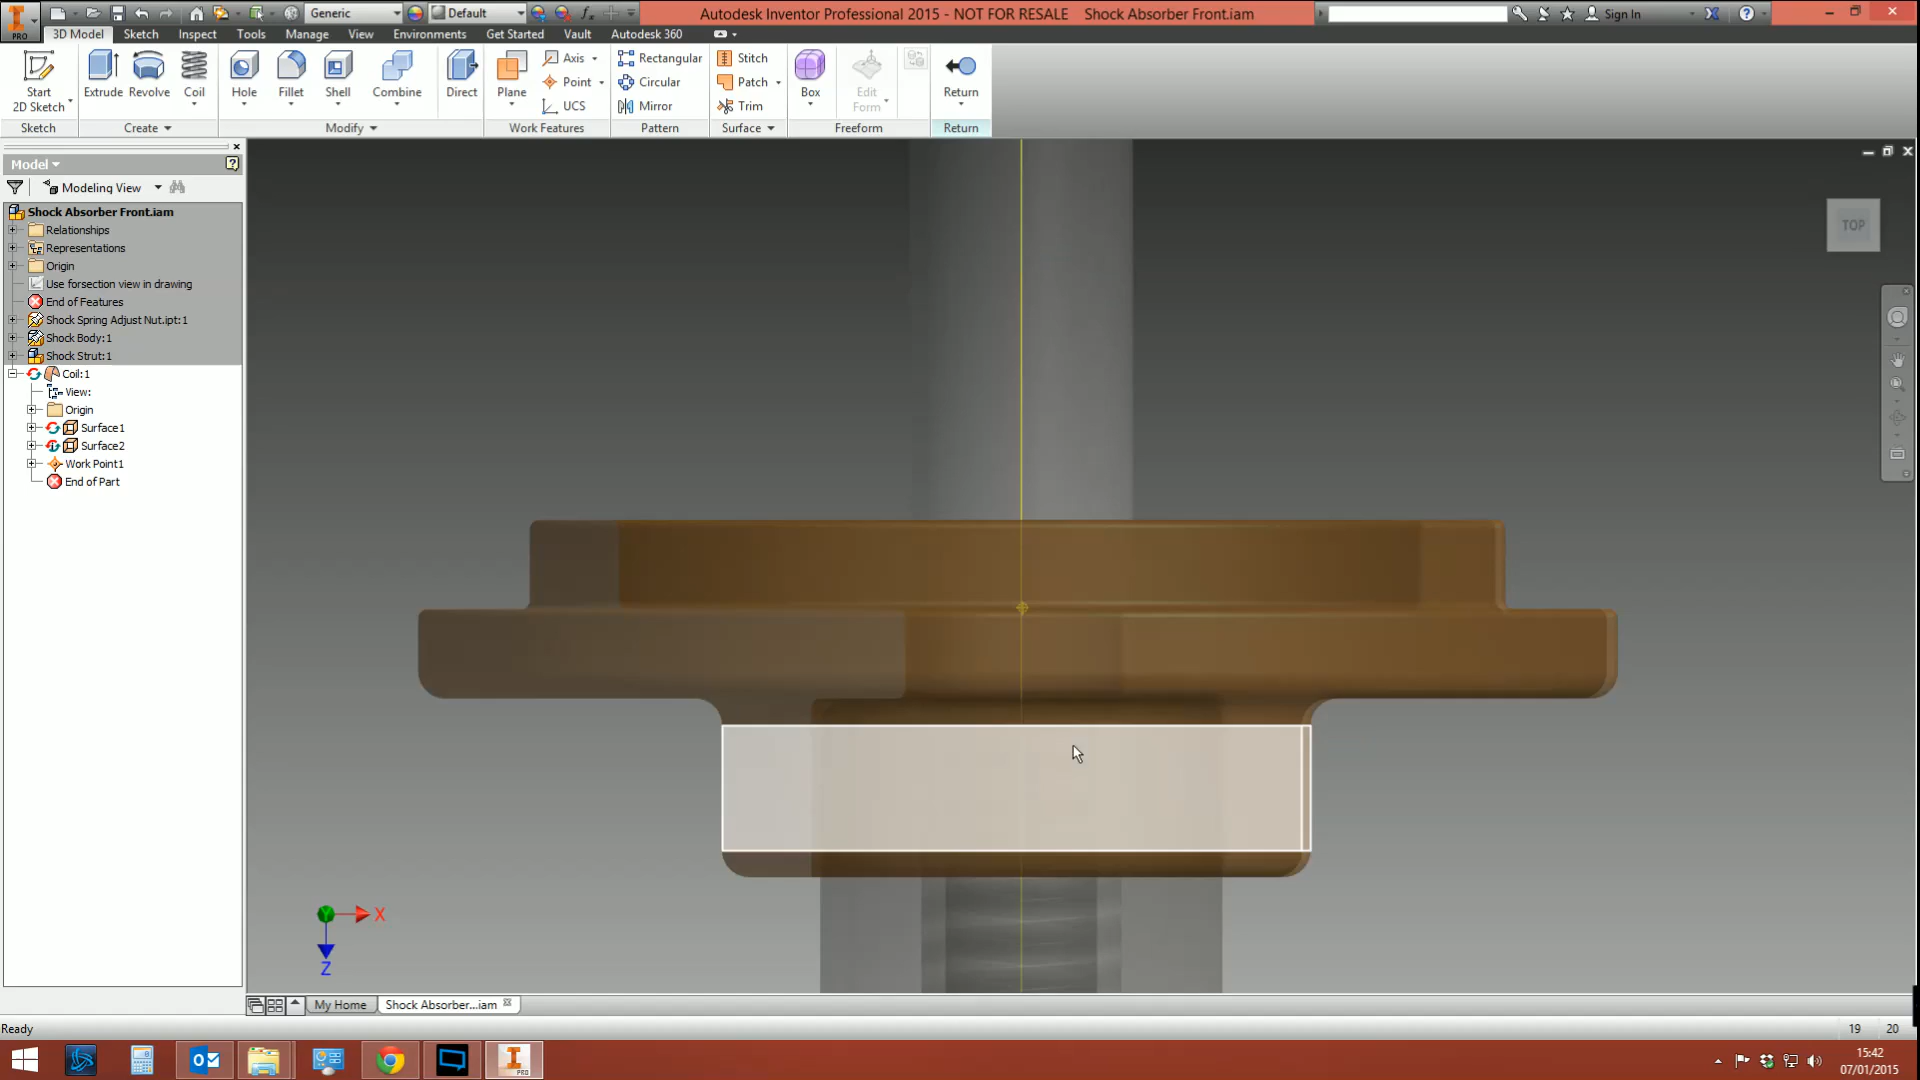 Generic
Default
Autodesk Inventor Professional 2015 - NOT FOR RESALE Shock Absorber Front.iam
Sign In
PRO
3D Model
Sketch
Inspect
Tools
Manage
View
Environments
Get Started
Vault
Autodesk 360
Start
2D Sketch
Extrude
Revolve
Coil
Hole
Fillet
Shell
Combine
Direct
Plane
Axis
Point
UCS
Rectangular
Circular
Mirror
Stitch
Patch
Trim
Box
Edit
Form
Return
Sketch
Create
Modify
Work Features
Pattern
Surface
Freeform
Return
Model
Modeling View
Shock Absorber Front.iam
Relationships
Representations
Origin
Use forsection view in drawing
End of Features
Shock Spring Adjust Nut.ipt:1
Shock Body:1
Shock Strut:1
Coil:1
View:
Origin
Surface1
Surface2
Work Point1
End of Part
TOP
X
Z
My Home
Shock Absorber...iam
Ready
19 20
PRO
15:42
07/01/2015